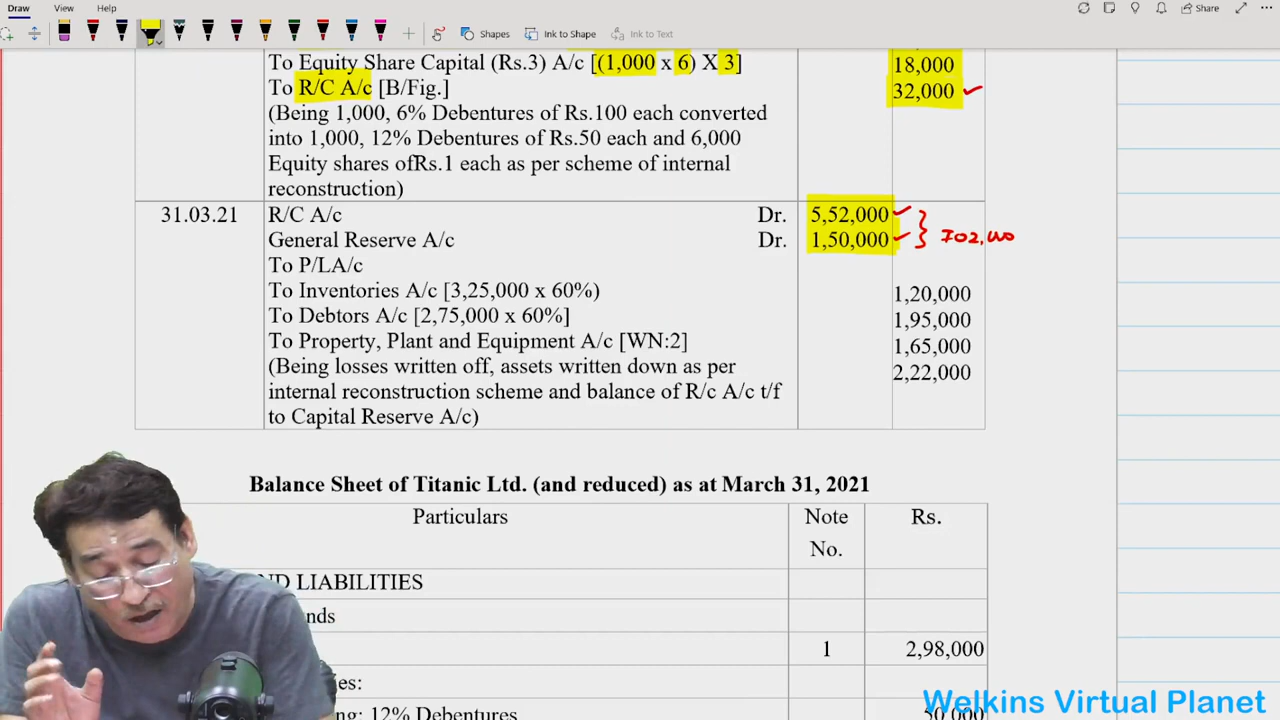 Draw View Help
Shapes Ink to Shape Ink to Text Share
To Equity Share Capital (Rs.3) A/c [(1,000 x 6) X 3] 18,000
To R/C A/c [B/Fig.] 32,000
(Being 1,000, 6% Debentures of Rs.100 each converted
into 1,000, 12% Debentures of Rs.50 each and 6,000
Equity shares ofRs.1 each as per scheme of internal
reconstruction)
31.03.21 R/C A/c Dr. 5,52,000
General Reserve A/c Dr. 1,50,000
To P/LA/c
To Inventories A/c [3,25,000 x 60%) 1,20,000
To Debtors A/c [2,75,000 x 60%] 1,95,000
To Property, Plant and Equipment A/c [WN:2] 1,65,000
(Being losses written off, assets written down as per 2,22,000
internal reconstruction scheme and balance of R/c A/c t/f
to Capital Reserve A/c)
Balance Sheet of Titanic Ltd. (and reduced) as at March 31, 2021
Particulars Note Rs.
No.
ND LIABILITIES
nds
1 2,98,000
es:
ng: 12% Debentures 50,000
Welkins Virtual Planet